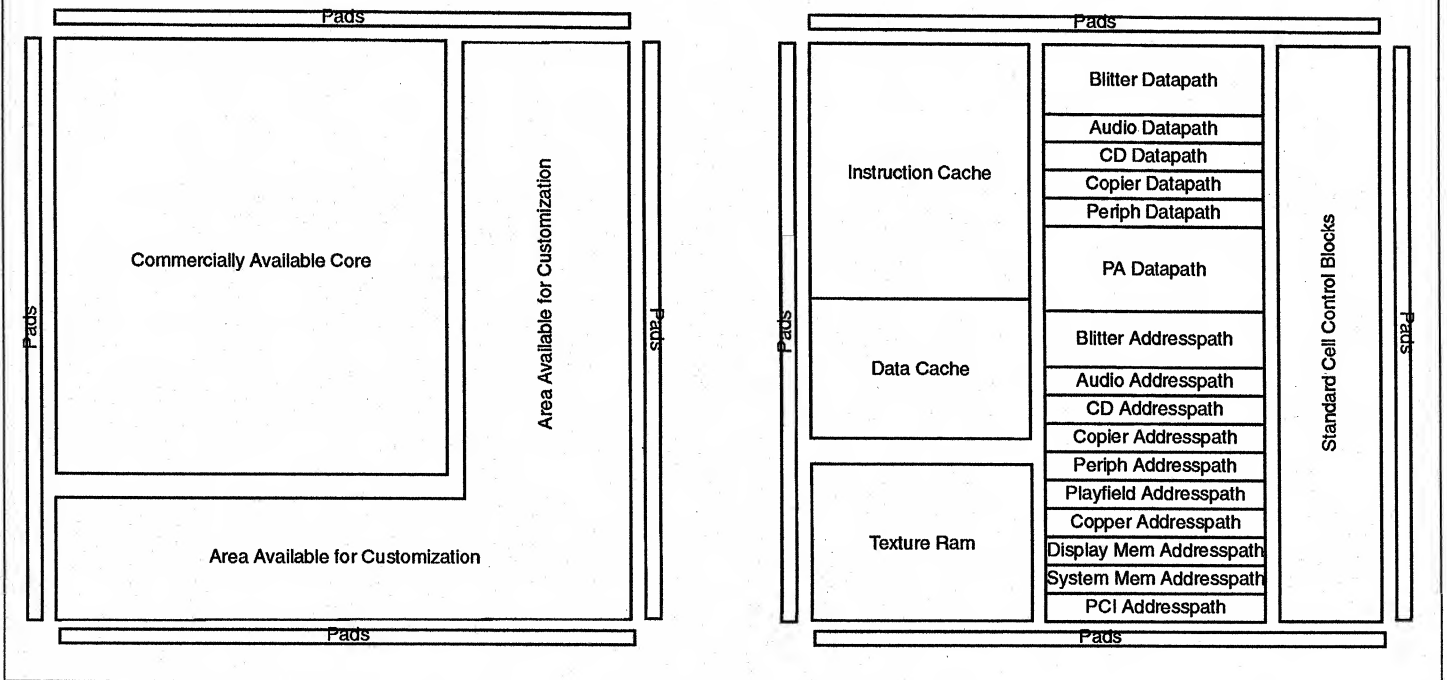 Pads
Pads
Commercially Available Core
Area Available for Customization
Pads
Area Available for Customization
Pads
Pads
Pads
Instruction Cache
Data Cache
Texture Ram
Blitter Datapath
Audio Datapath
CD Datapath
Copier Datapath
Periph Datapath
PA Datapath
Blitter Addresspath
Audio Addresspath
CD Addresspath
Copier Addresspath
Periph Addresspath
Playfield Addresspath
Copper Addresspath
Display Mem Addresspath
System Mem Addresspath
PCI Addresspath
Standard Cell Control Blocks
Pads
Pads
Pads